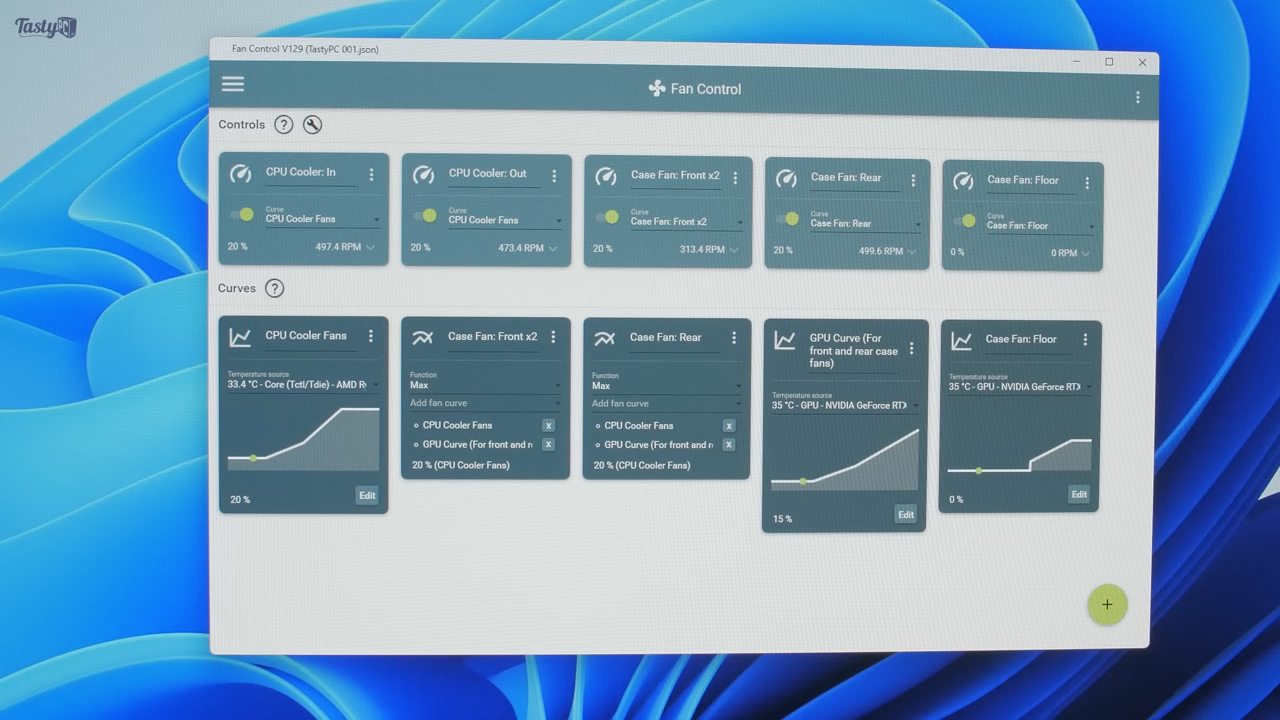 TastyPC
Fan Control V129 (TastyPC 001.json)
Fan Control
Controls
CPU Cooler: In
Curve
CPU Cooler Fans
20 %
497.4 RPM
CPU Cooler: Out
Curve
CPU Cooler Fans
20 %
473.4 RPM
Case Fan: Front x2
Curve
Case Fan: Front x2
20 %
313.4 RPM
Case Fan: Rear
Curve
Case Fan: Rear
20 %
499.6 RPM
Case Fan: Floor
Curve
Case Fan: Floor
0 %
0 RPM
Curves
CPU Cooler Fans
Temperature source
33.4 °C - Core (Tctl/Tdie) - AMD R
20 %
Edit
Case Fan: Front x2
Function
Max
Add fan curve
CPU Cooler Fans
x
GPU Curve (For front and r
x
20 % (CPU Cooler Fans)
Case Fan: Rear
Function
Max
Add fan curve
CPU Cooler Fans
x
GPU Curve (For front and r
x
20 % (CPU Cooler Fans)
GPU Curve (For
front and rear case
fans)
Temperature source
35 °C - GPU - NVIDIA GeForce RTX
15 %
Edit
Case Fan: Floor
Temperature source
35 °C - GPU - NVIDIA GeForce RTX
0 %
Edit
+